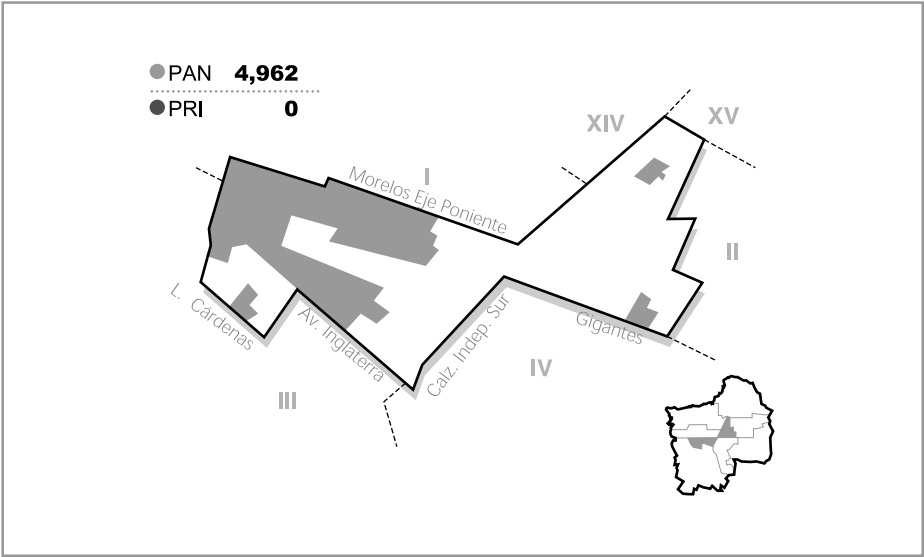 PAN 4,962
PRI 0
XIV
XV
I
Morelos Eje Poniente
II
L. Cárdenas
Av. Inglaterra
Calz. Indep. Sur
Gigantes
IV
III